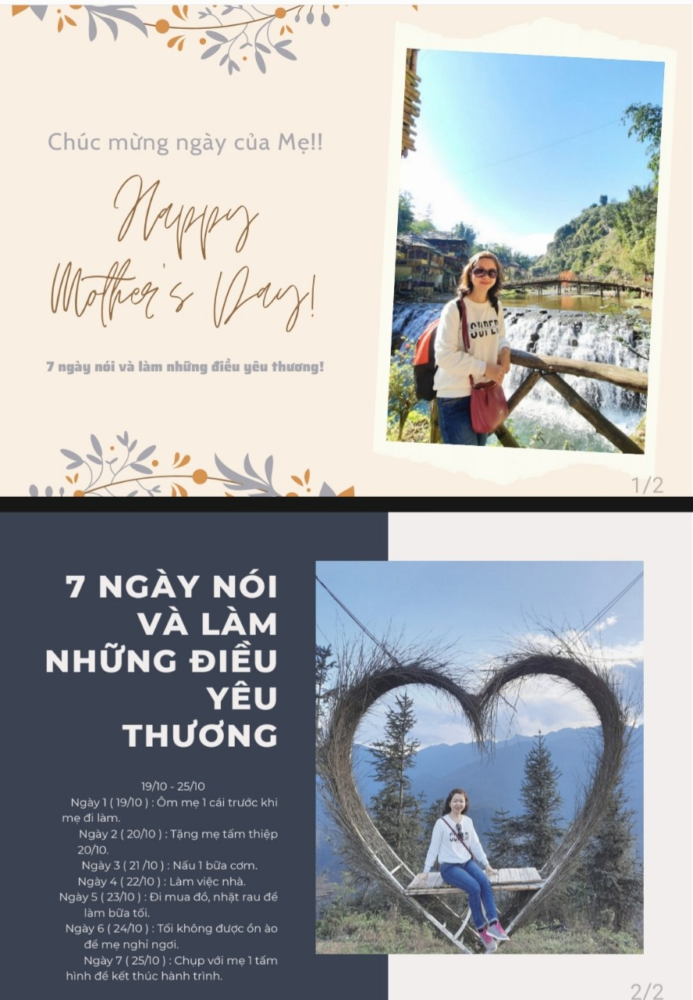 Chúc mừng ngày của Mẹ!!
Happy
Mother's Day!
7 ngày nói và làm những điều yêu thương!
SUPER
1/2
7 NGÀY NÓI
VÀ LÀM
NHỮNG ĐIỀU
YÊU
THƯƠNG
19/10 - 25/10
Ngày 1 ( 19/10 ) : Ôm mẹ 1 cái trước khi
mẹ đi làm.
Ngày 2 ( 20/10 ) : Tặng mẹ tấm thiệp
20/10.
Ngày 3 ( 21 /10 ) : Nấu 1 bữa cơm.
Ngày 4 ( 22/10 ) : Làm việc nhà.
Ngày 5 ( 23/10 ) : Đi mua đồ, nhặt rau để
làm bữa tối.
Ngày 6 ( 24/10 ) : Tối không được ồn ào
để mẹ nghỉ ngơi.
Ngày 7 ( 25/10 ) : Chụp với mẹ 1 tấm
hình để kết thúc hành trình.
SUPER
2/2